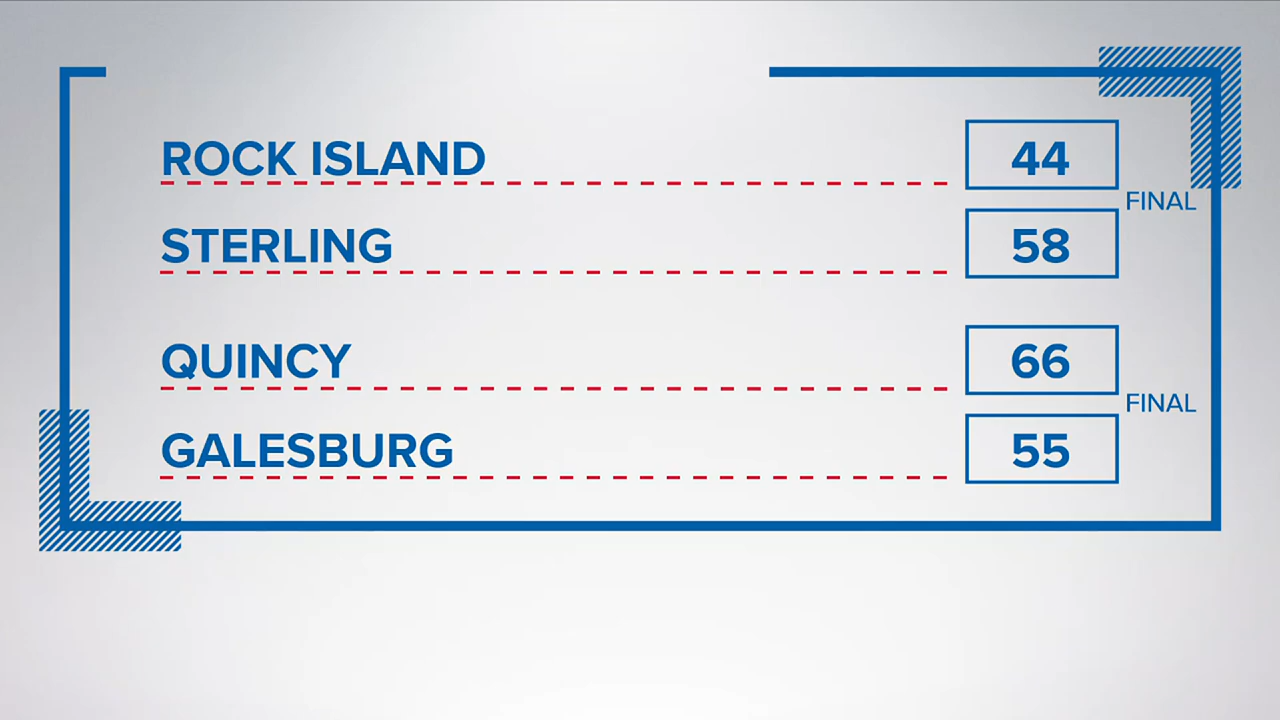 ROCK ISLAND 44
FINAL
STERLING 58
QUINCY 66
FINAL
GALESBURG 55